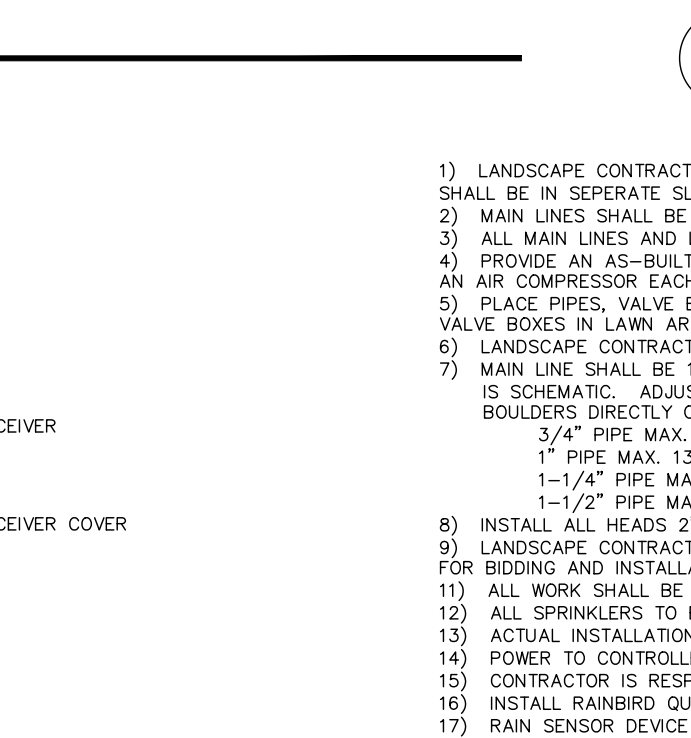 1) LANDSCAPE CONTRACT
SHALL BE IN SEPERATE SL
2) MAIN LINES SHALL BE
3) ALL MAIN LINES AND
4) PROVIDE AN AS-BUILT
AN AIR COMPRESSOR EACH
5) PLACE PIPES, VALVE
VALVE BOXES IN LAWN AR
6) LANDSCAPE CONTRACT
7) MAIN LINE SHALL BE 1
IS SCHEMATIC. ADJUS
BOULDERS DIRECTLY
CEIVER
3/4" PIPE MAX.
1" PIPE MAX. 13
1-1/4" PIPE MA
1-1/2" PIPE MA
CEIVER COVER
8) INSTALL ALL HEADS 2"
9) LANDSCAPE CONTRACT
FOR BIDDING AND INSTALLA
11) ALL WORK SHALL BE
12) ALL SPRINKLERS TO
13) ACTUAL INSTALLATION
14) POWER TO CONTROLLE
15) CONTRACTOR IS RESP
16) INSTALL RAINBIRD QU
17) RAIN SENSOR DEVICE